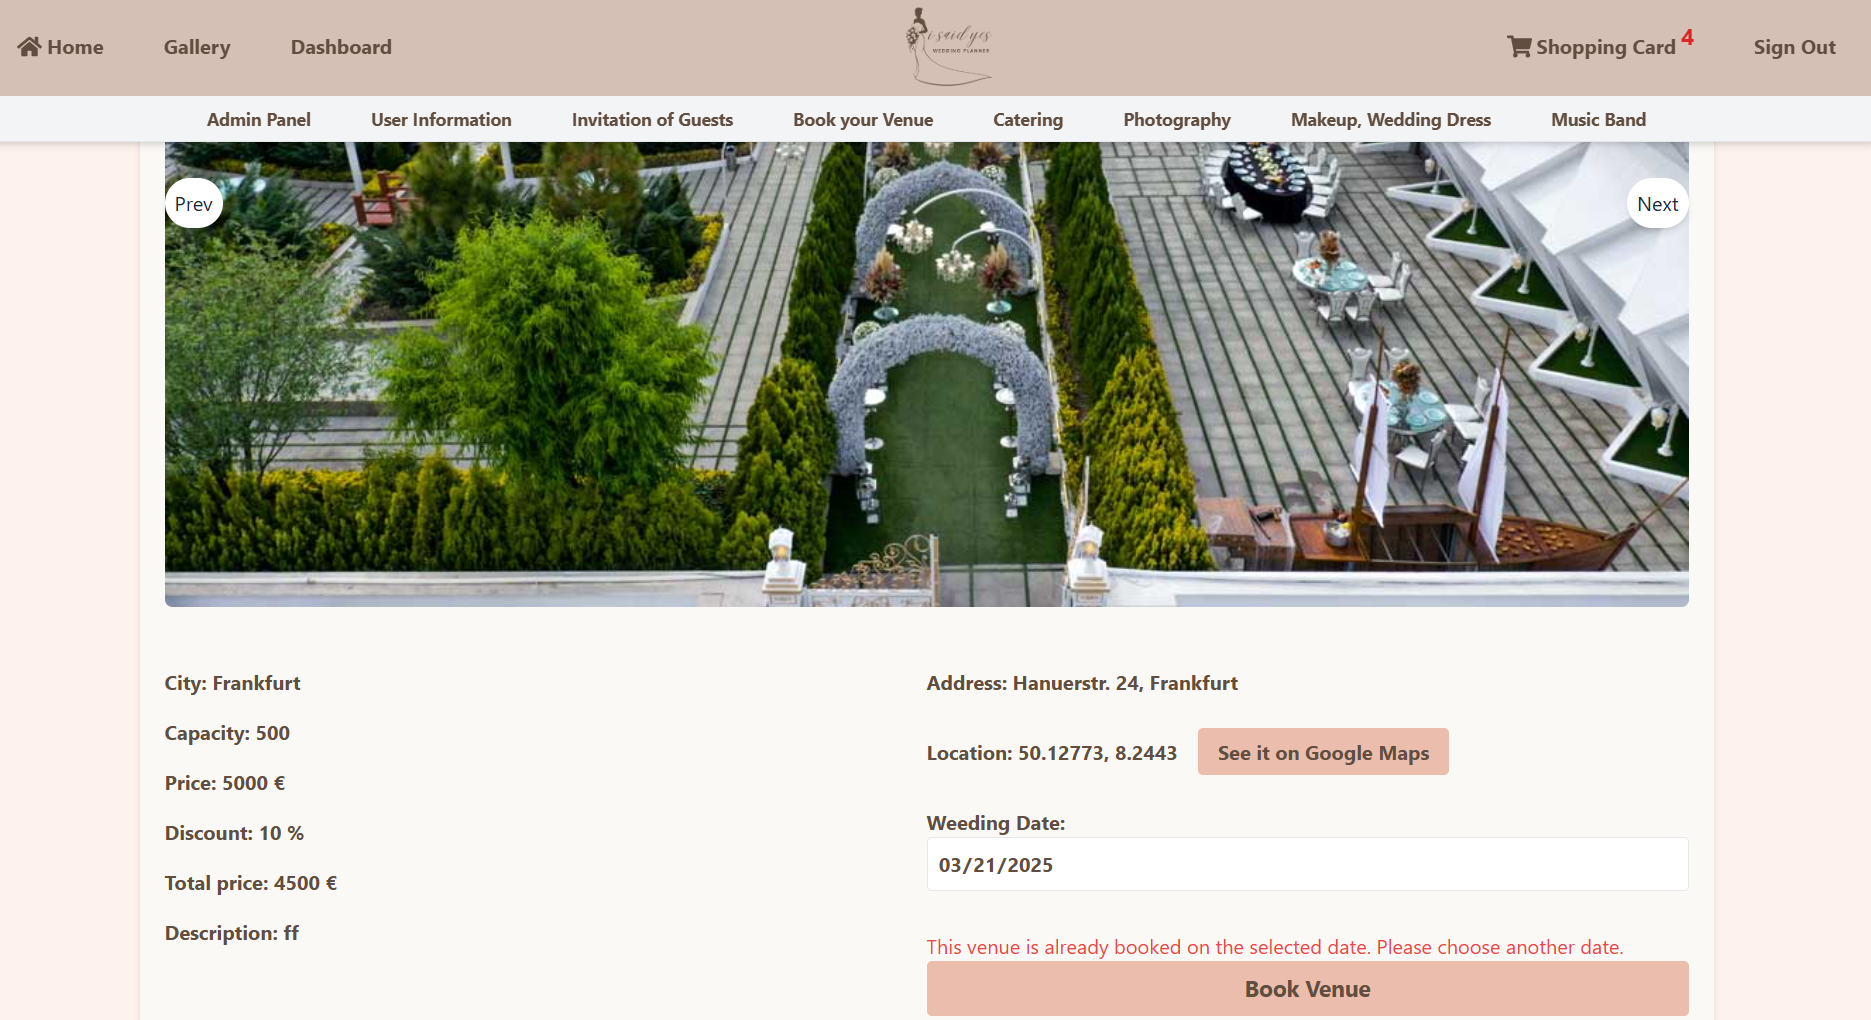 Home
Gallery
Dashboard
i said yes
WEDDING PLANNER
Shopping Card 4
Sign Out
Admin Panel
User Information
Invitation of Guests
Book your Venue
Catering
Photography
Makeup, Wedding Dress
Music Band
Prev
Next
City: Frankfurt
Capacity: 500
Price: 5000 €
Discount: 10 %
Total price: 4500 €
Description: ff
Address: Hanuerstr. 24, Frankfurt
Location: 50.12773, 8.2443
See it on Google Maps
Weeding Date:
03/21/2025
This venue is already booked on the selected date. Please choose another date.
Book Venue